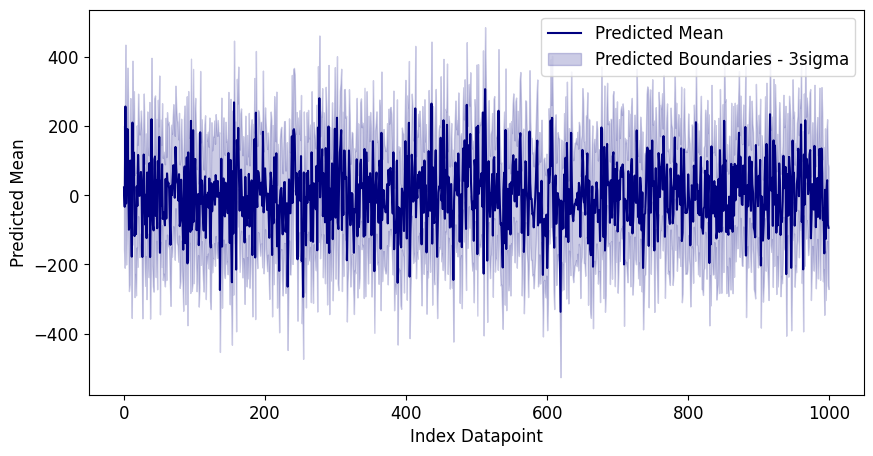 Predicted Mean
Predicted Boundaries - 3sigma
Predicted Mean
400
200
0
−200
−400
0
200
400
600
800
1000
Index Datapoint